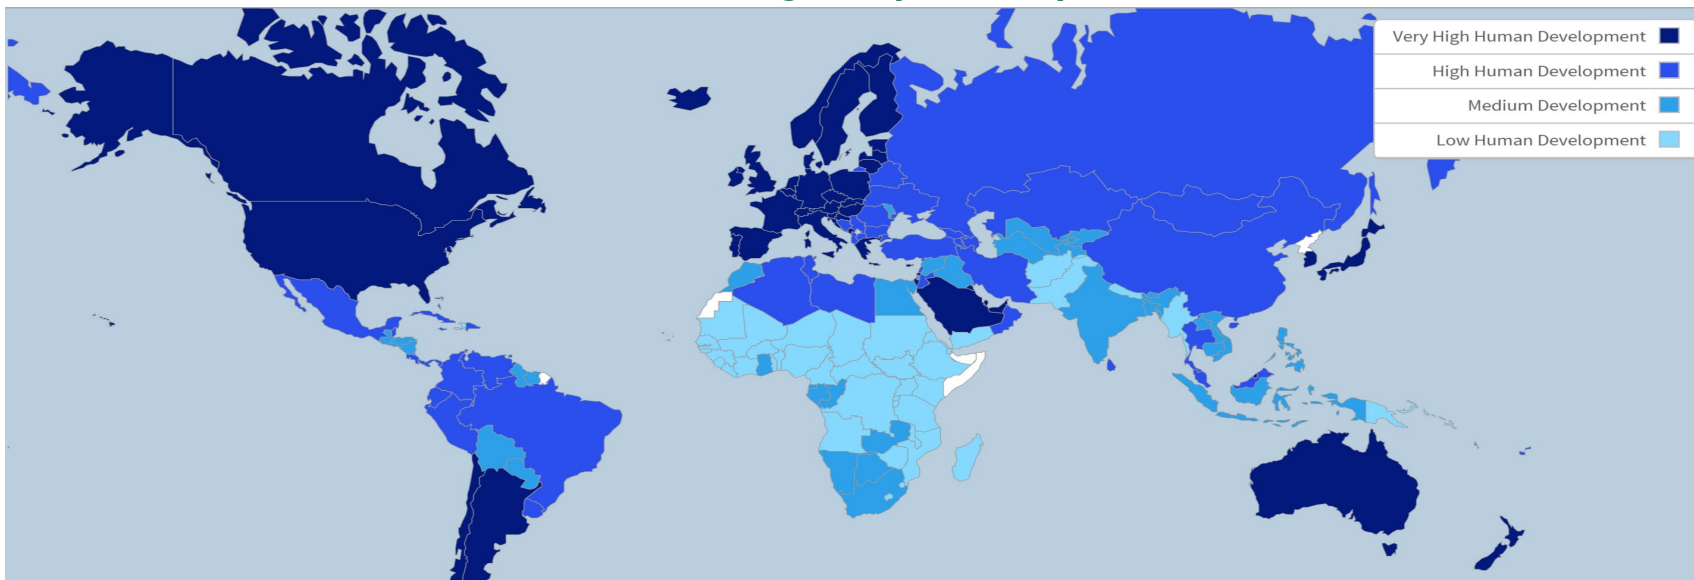 Very High Human Development
High Human Development
Medium Development
Low Human Development